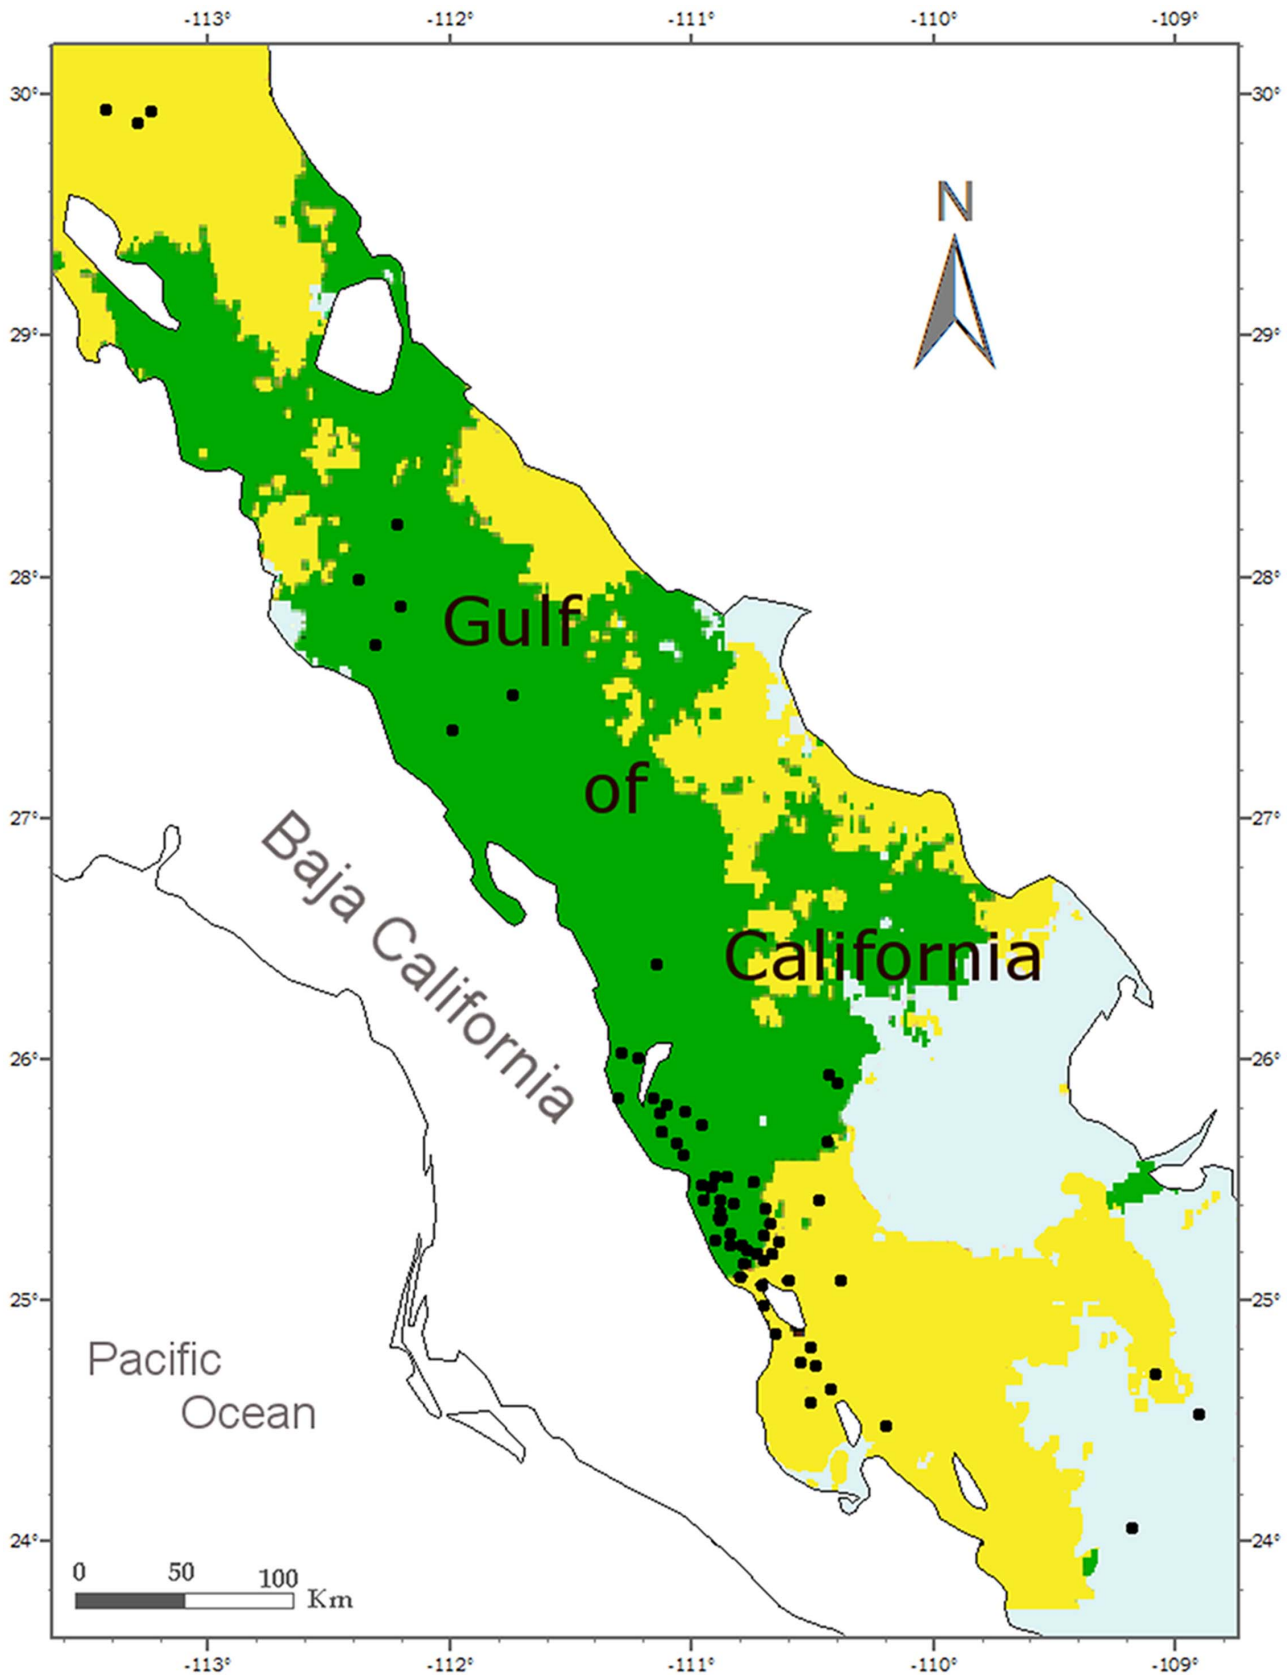 -113° -112° -111° -110° -109°
30° 30°
N
29° 29°
28° 28°
Gulf
of
27° 27°
Baja California
California
26° 26°
25° 25°
Pacific
Ocean
24° 24°
0 50 100
Km
-113° -112° -111° -110° -109°